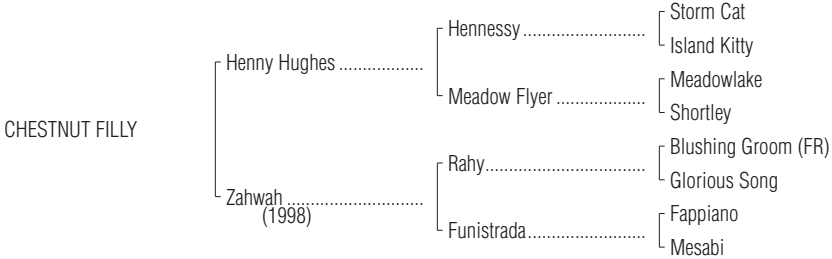 Storm Cat
Hennessy ..........................
Island Kitty
Henny Hughes ..................
Meadowlake
Meadow Flyer ...................
Shortley
CHESTNUT FILLY
Blushing Groom (FR)
Rahy..................................
Glorious Song
Zahwah .............................
(1998)
Fappiano
Funistrada.........................
Mesabi